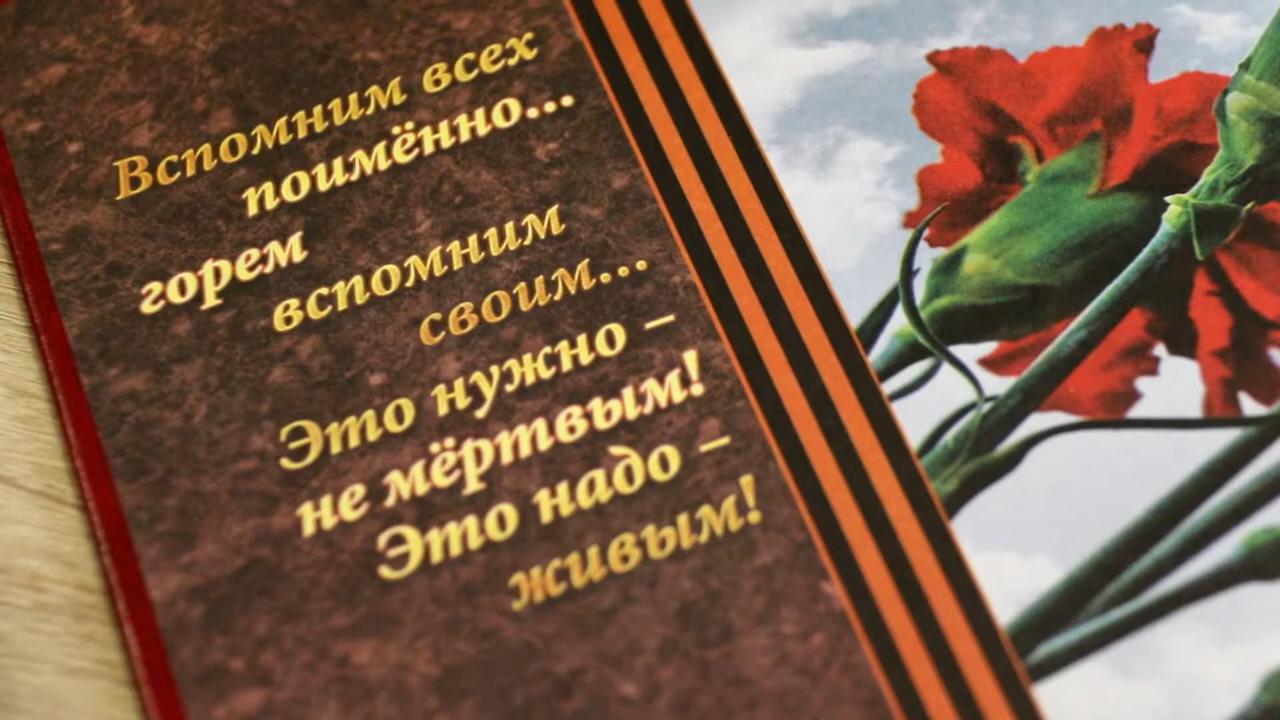 Вспомним всех
поимённо...
горем
вспомним
своим...
Это нужно –
не мёртвым!
Это надо –
живым!